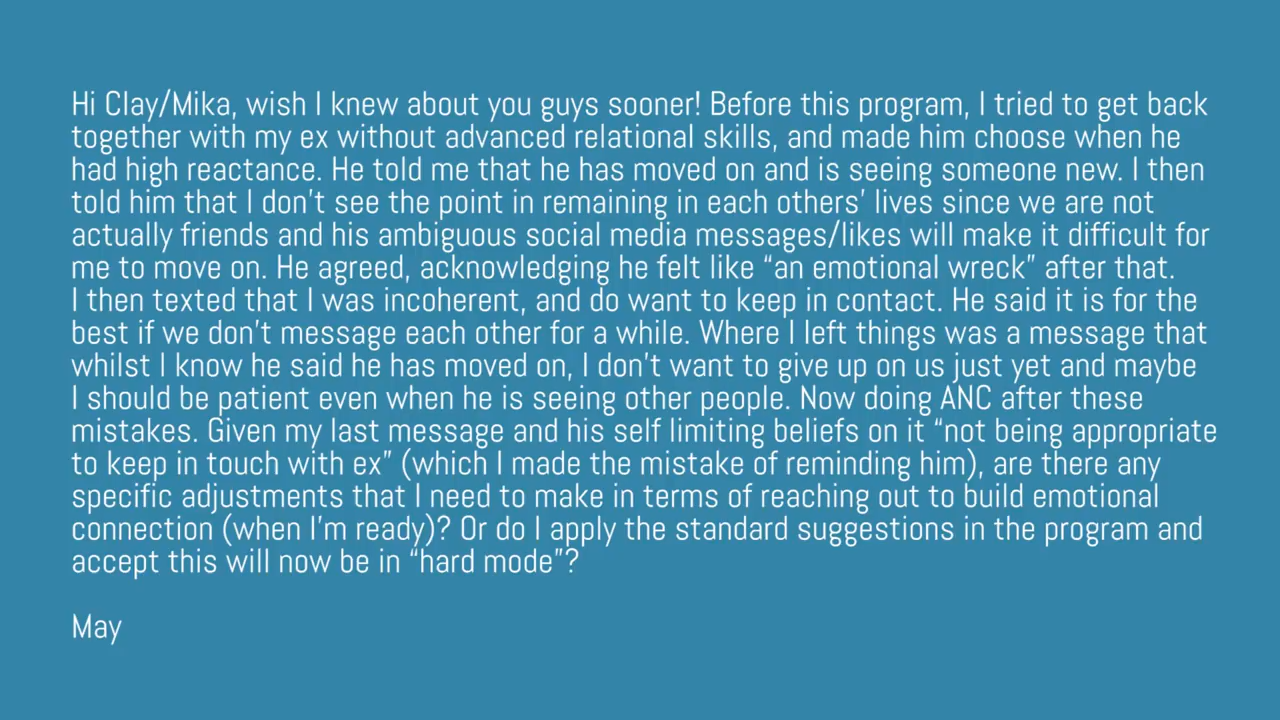 Hi Clay/Mika, wish I knew about you guys sooner! Before this program, I tried to get back
together with my ex without advanced relational skills, and made him choose when he
had high reactance. He told me that he has moved on and is seeing someone new. I then
told him that I don't see the point in remaining in each others' lives since we are not
actually friends and his ambiguous social media messages/likes will make it difficult for
me to move on. He agreed, acknowledging he felt like “an emotional wreck” after that.
I then texted that I was incoherent, and do want to keep in contact. He said it is for the
best if we don't message each other for a while. Where I left things was a message that
whilst I know he said he has moved on, I don't want to give up on us just yet and maybe
I should be patient even when he is seeing other people. Now doing ANC after these
mistakes. Given my last message and his self limiting beliefs on it “not being appropriate
to keep in touch with ex” (which I made the mistake of reminding him), are there any
specific adjustments that I need to make in terms of reaching out to build emotional
connection (when I'm ready)? Or do I apply the standard suggestions in the program and
accept this will now be in “hard mode”?
May